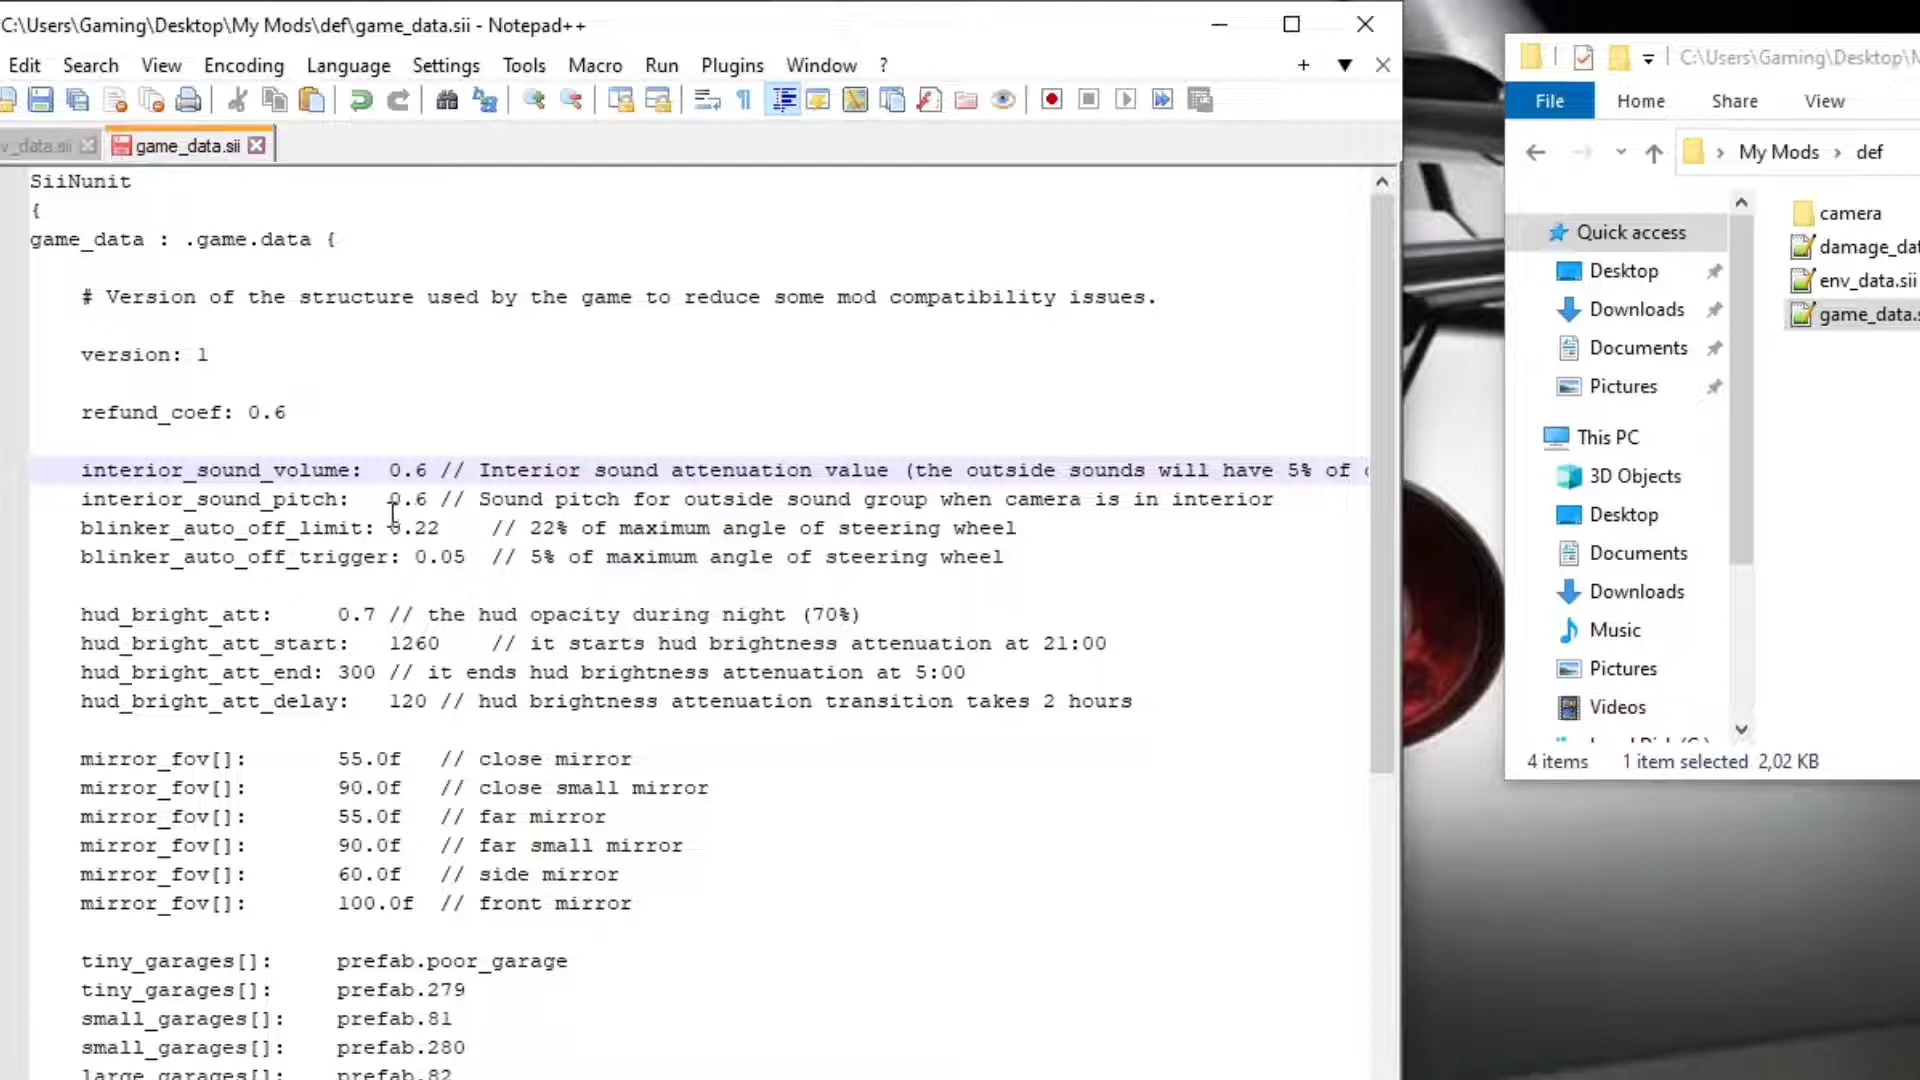 C:\Users\Gaming\Desktop\My Mods\def\game_data.sii - Notepad++
Edit Search View Encoding Language Settings Tools Macro Run Plugins Window ?
v_data.sii game_data.sii
SiiNunit
{
game_data : .game.data {
# Version of the structure used by the game to reduce some mod compatibility issues.
version: 1
refund_coef: 0.6
interior_sound_volume: 0.6 // Interior sound attenuation value (the outside sounds will have 5% of
interior_sound_pitch: 0.6 // Sound pitch for outside sound group when camera is in interior
blinker_auto_off_limit: 0.22 // 22% of maximum angle of steering wheel
blinker_auto_off_trigger: 0.05 // 5% of maximum angle of steering wheel
hud_bright_att: 0.7 // the hud opacity during night (70%)
hud_bright_att_start: 1260 // it starts hud brightness attenuation at 21:00
hud_bright_att_end: 300 // it ends hud brightness attenuation at 5:00
hud_bright_att_delay: 120 // hud brightness attenuation transition takes 2 hours
mirror_fov[]: 55.0f // close mirror
mirror_fov[]: 90.0f // close small mirror
mirror_fov[]: 55.0f // far mirror
mirror_fov[]: 90.0f // far small mirror
mirror_fov[]: 60.0f // side mirror
mirror_fov[]: 100.0f // front mirror
tiny_garages[]: prefab.poor_garage
tiny_garages[]: prefab.279
small_garages[]: prefab.81
small_garages[]: prefab.280
large_garages[]: prefab.82
C:\Users\Gaming\Desktop\M
File Home Share View
My Mods › def
Quick access
Desktop
Downloads
Documents
Pictures
This PC
3D Objects
Desktop
Documents
Downloads
Music
Pictures
Videos
camera
damage_dat
env_data.sii
game_data.s
4 items 1 item selected 2,02 KB